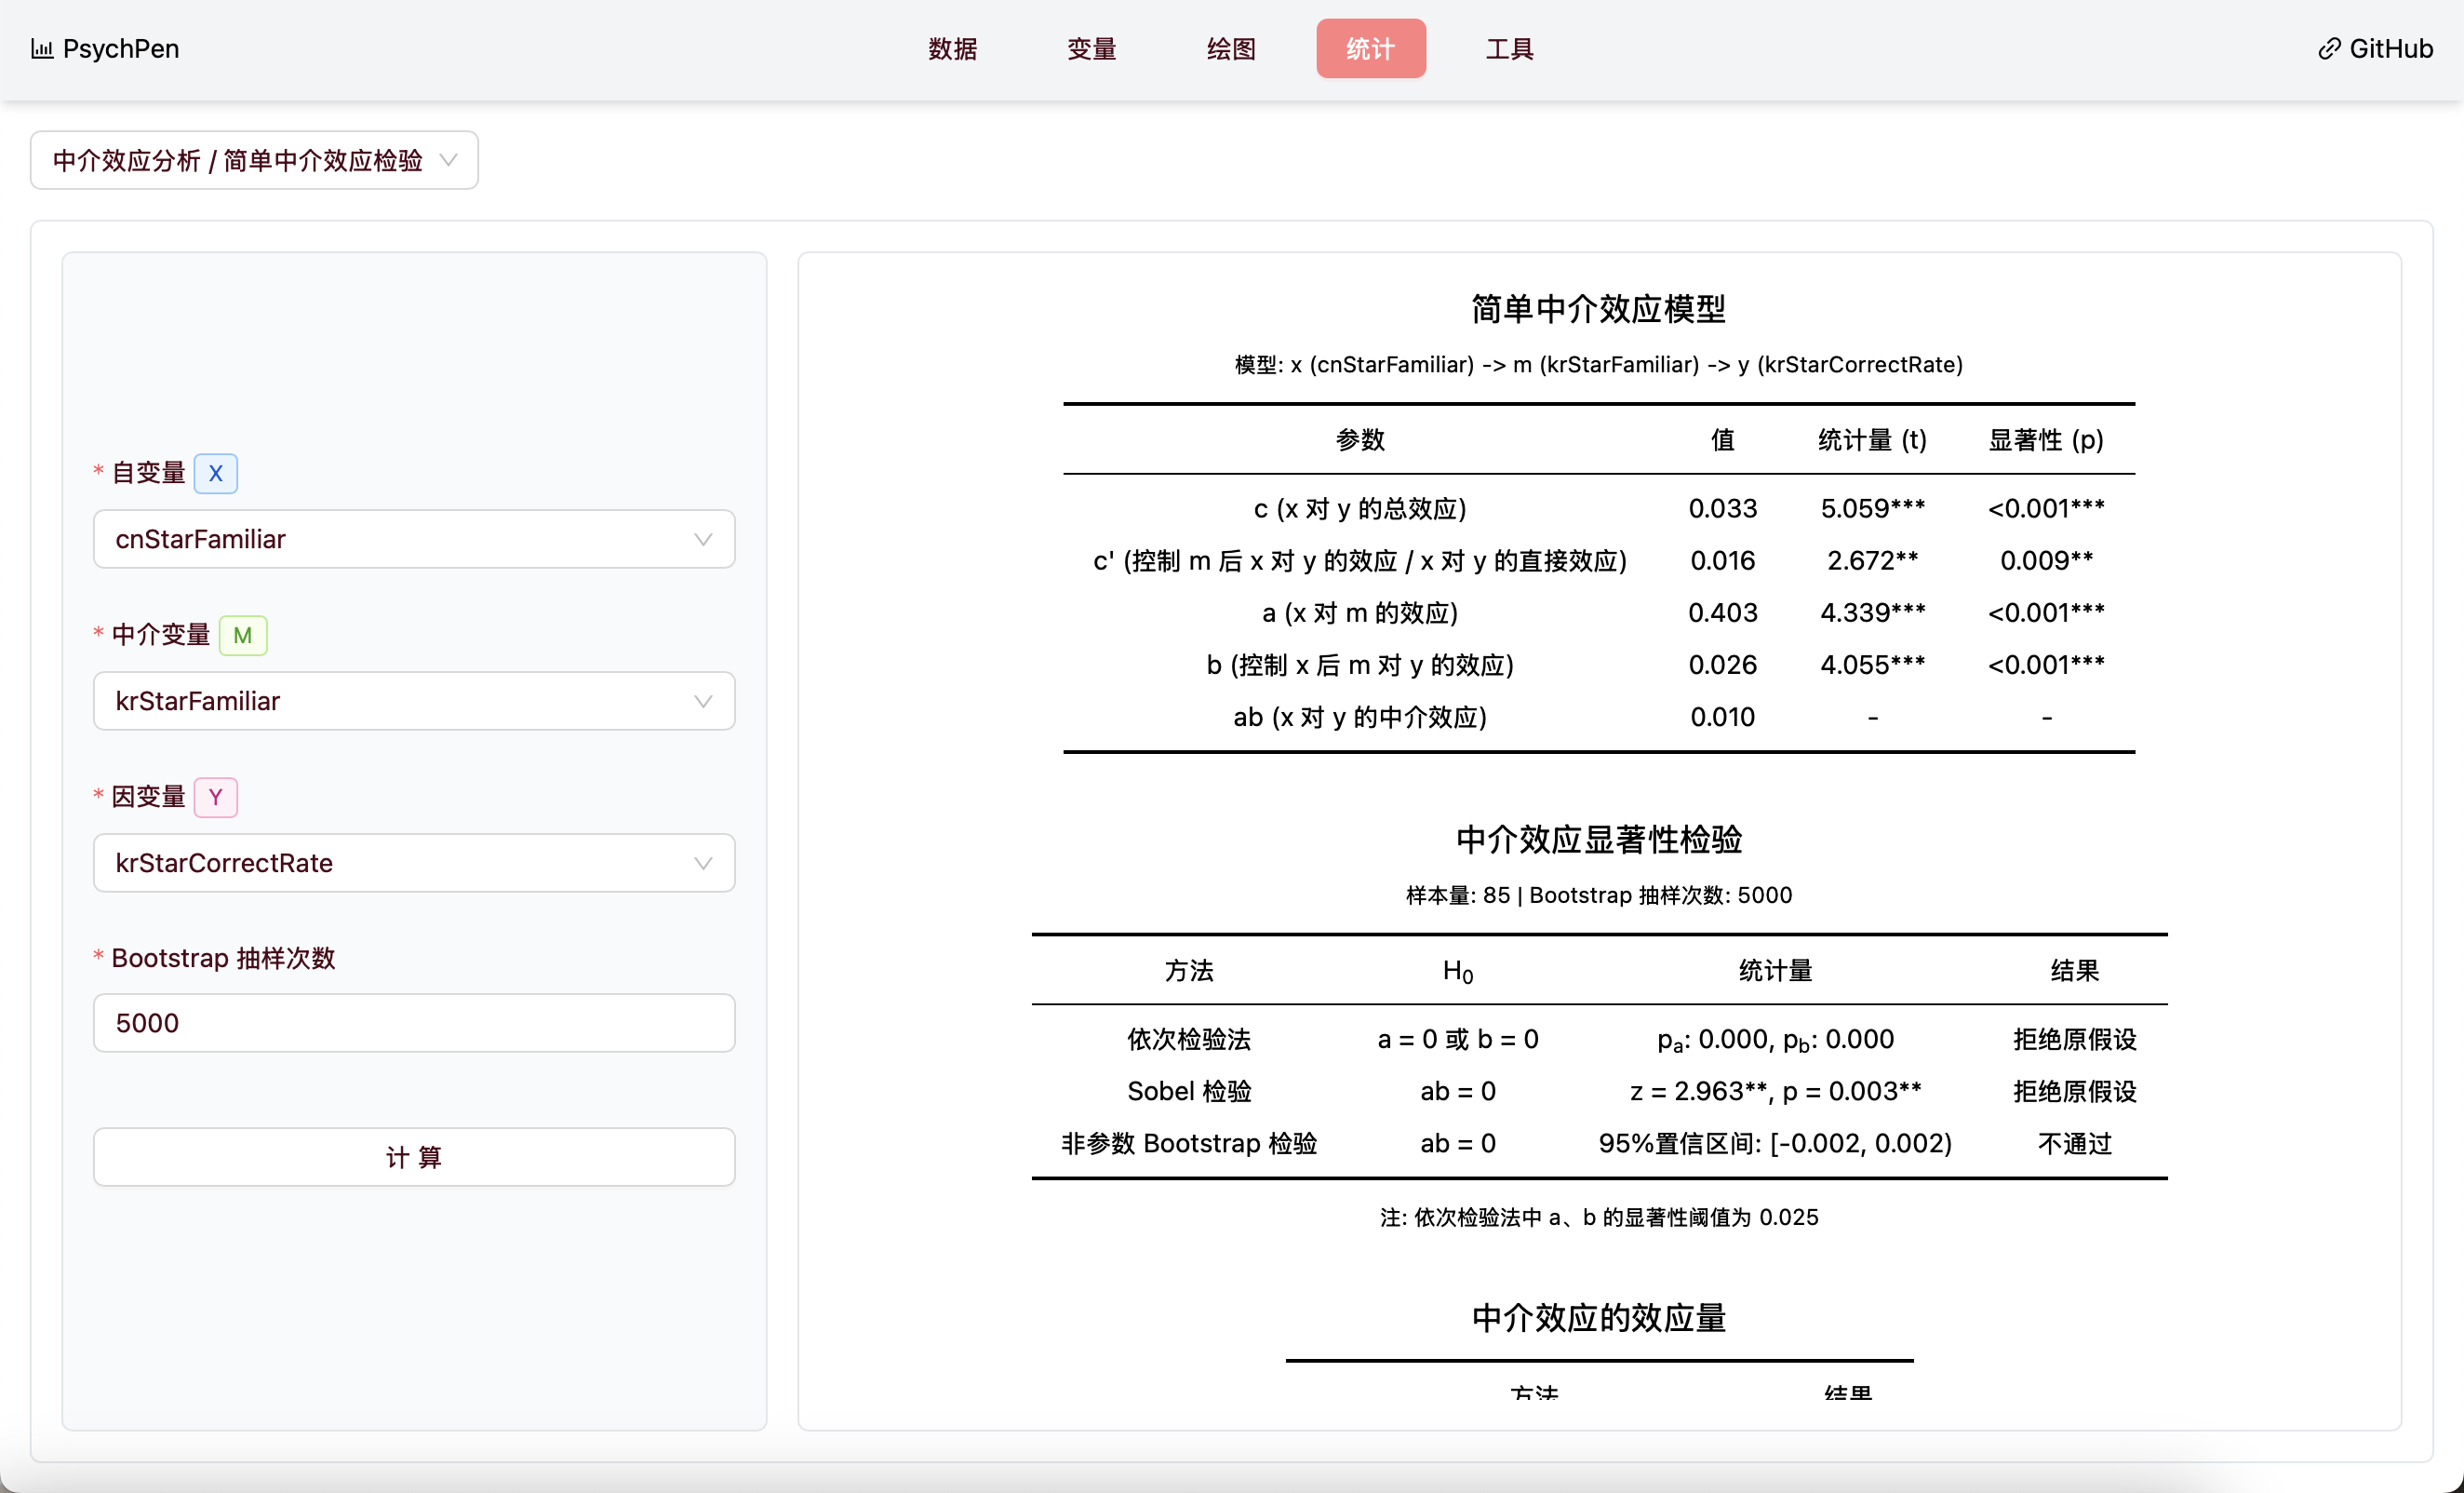 PsychPen
数据
变量
绘图
统计
工具
GitHub
中介效应分析 / 简单中介效应检验
* 自变量 X
cnStarFamiliar
* 中介变量 M
krStarFamiliar
* 因变量 Y
krStarCorrectRate
* Bootstrap 抽样次数
5000
计 算
简单中介效应模型
模型: x (cnStarFamiliar) -> m (krStarFamiliar) -> y (krStarCorrectRate)
参数 值 统计量 (t) 显著性 (p)
c (x 对 y 的总效应) 0.033 5.059*** <0.001***
c' (控制 m 后 x 对 y 的效应 / x 对 y 的直接效应) 0.016 2.672** 0.009**
a (x 对 m 的效应) 0.403 4.339*** <0.001***
b (控制 x 后 m 对 y 的效应) 0.026 4.055*** <0.001***
ab (x 对 y 的中介效应) 0.010 - -
中介效应显著性检验
样本量: 85 | Bootstrap 抽样次数: 5000
方法 H0 统计量 结果
依次检验法 a = 0 或 b = 0 pa: 0.000, pb: 0.000 拒绝原假设
Sobel 检验 ab = 0 z = 2.963**, p = 0.003** 拒绝原假设
非参数 Bootstrap 检验 ab = 0 95%置信区间: [-0.002, 0.002) 不通过
注: 依次检验法中 a、b 的显著性阈值为 0.025
中介效应的效应量
方法 结果